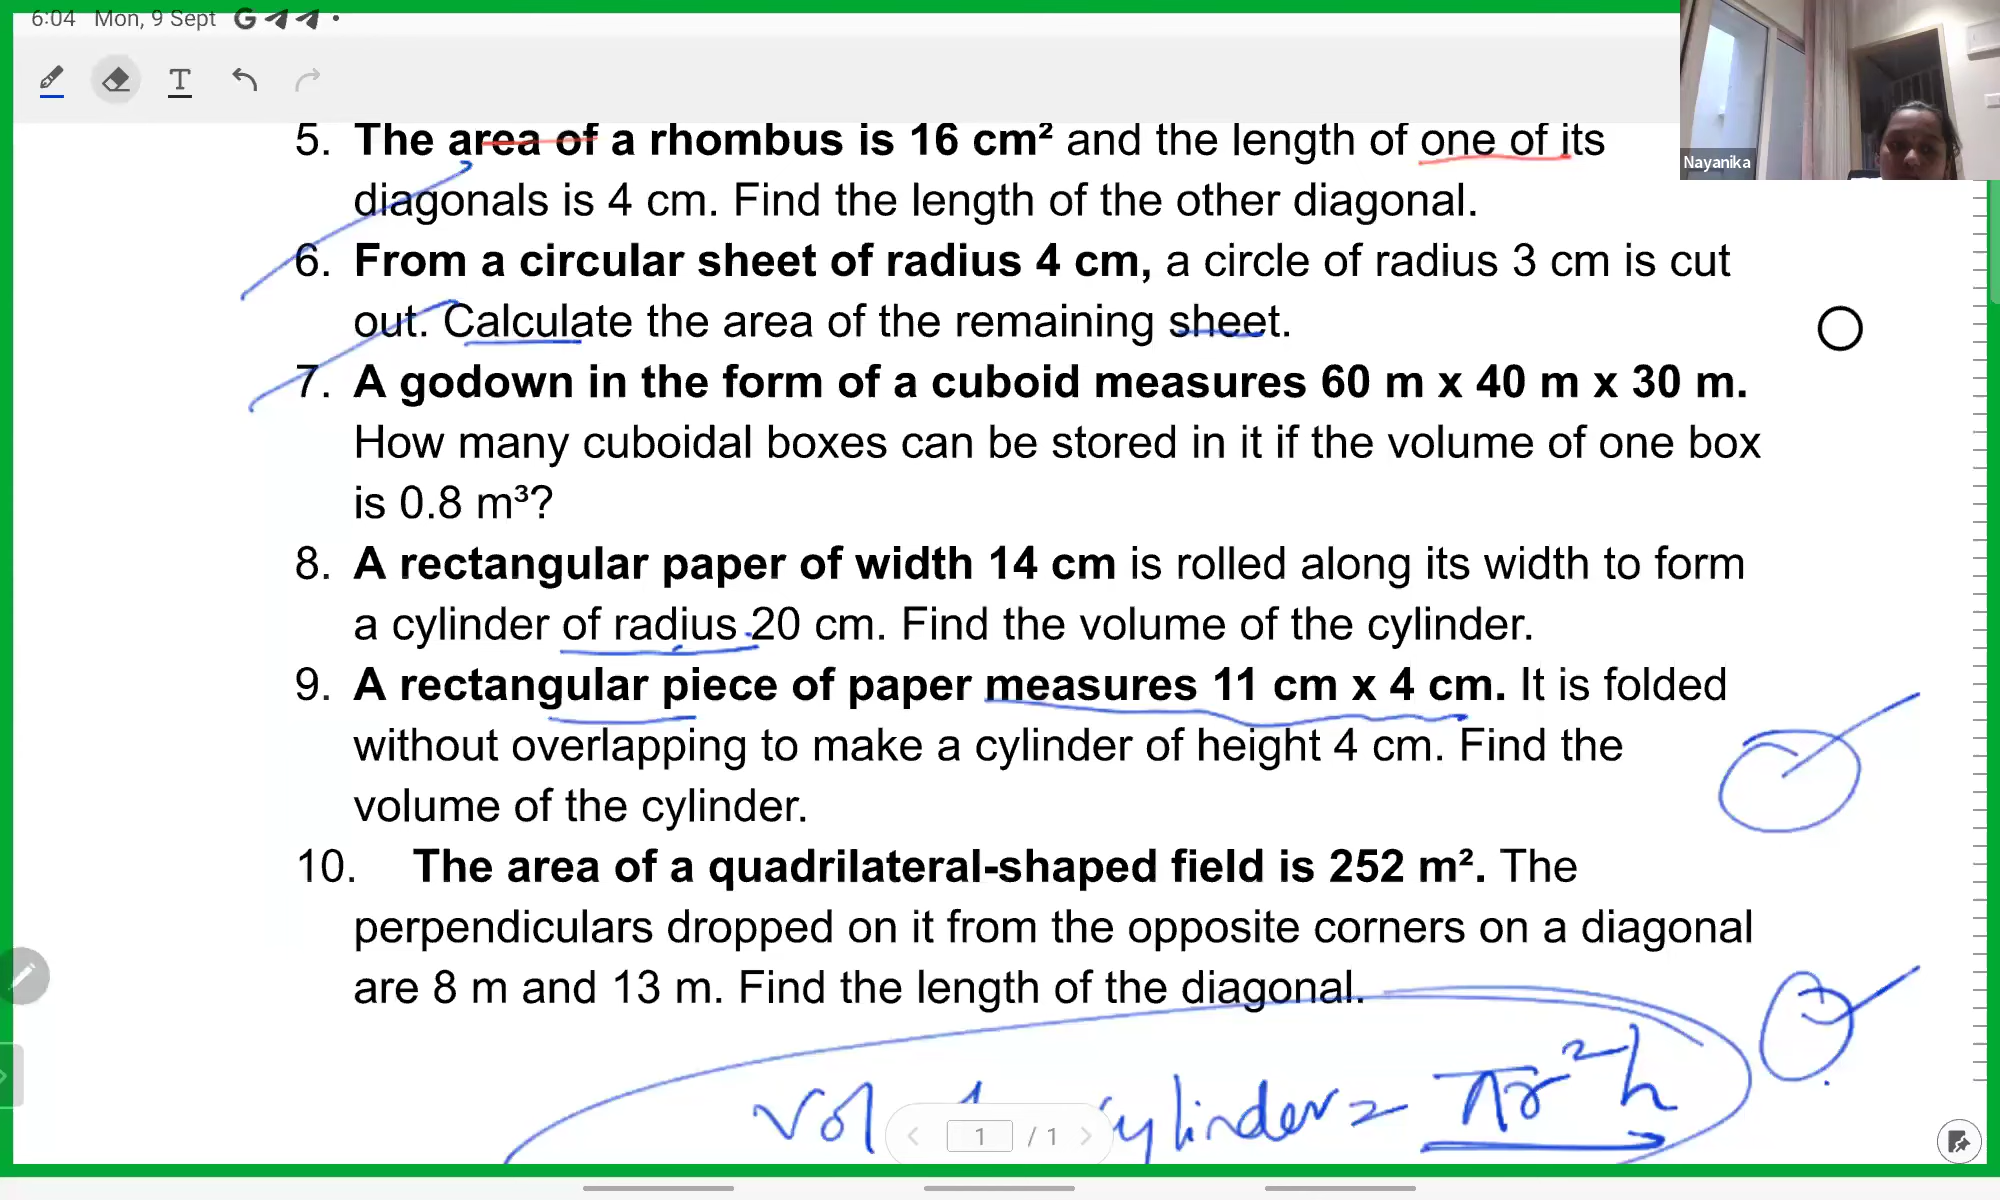 6:04 Mon, 9 Sept
Nayanika
5. The area of a rhombus is 16 cm² and the length of one of its
diagonals is 4 cm. Find the length of the other diagonal.
6. From a circular sheet of radius 4 cm, a circle of radius 3 cm is cut
out. Calculate the area of the remaining sheet.
7. A godown in the form of a cuboid measures 60 m x 40 m x 30 m.
How many cuboidal boxes can be stored in it if the volume of one box
is 0.8 m³?
8. A rectangular paper of width 14 cm is rolled along its width to form
a cylinder of radius 20 cm. Find the volume of the cylinder.
9. A rectangular piece of paper measures 11 cm x 4 cm. It is folded
without overlapping to make a cylinder of height 4 cm. Find the
volume of the cylinder.
10. The area of a quadrilateral-shaped field is 252 m². The
perpendiculars dropped on it from the opposite corners on a diagonal
are 8 m and 13 m. Find the length of the diagonal.
vol cylinder = πr²h
1 / 1